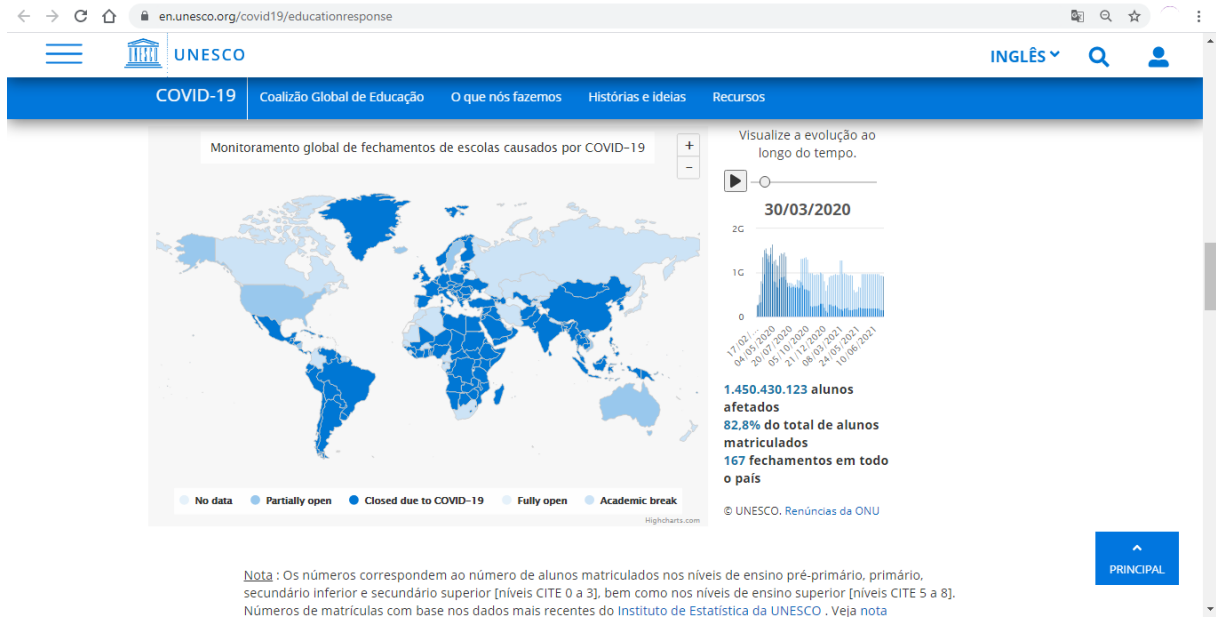 en.unesco.org/covid19/educationresponse
UNESCO
INGLÊS
COVID-19 Coalizão Global de Educação O que nós fazemos Histórias e ideias Recursos
Monitoramento global de fechamentos de escolas causados por COVID-19
+
−
Visualize a evolução ao
longo do tempo.
30/03/2020
2G
1G
0
17/02/...
04/05/2020
20/07/2020
05/10/2020
21/12/2020
08/03/2021
24/05/2021
10/06/2021
1.450.430.123 alunos
afetados
82,8% do total de alunos
matriculados
167 fechamentos em todo
o país
© UNESCO. Renúncias da ONU
No data Partially open Closed due to COVID-19 Fully open Academic break
Highcharts.com
PRINCIPAL
Nota : Os números correspondem ao número de alunos matriculados nos níveis de ensino pré-primário, primário,
secundário inferior e secundário superior [níveis CITE 0 a 3], bem como nos níveis de ensino superior [níveis CITE 5 a 8].
Números de matrículas com base nos dados mais recentes do Instituto de Estatística da UNESCO . Veja nota